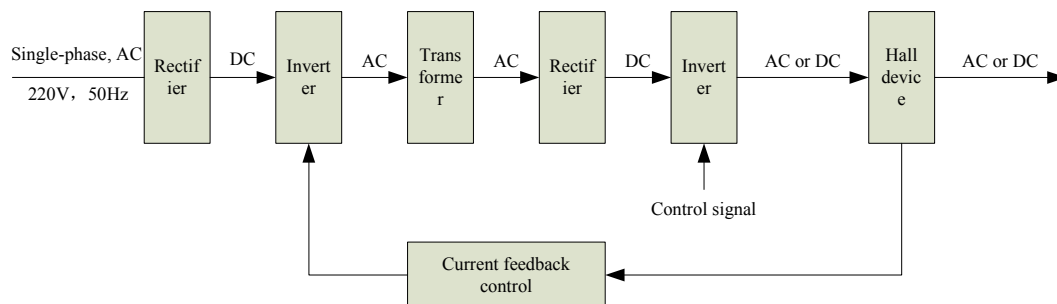 Single-phase, AC
220V，50Hz
Rectif
ier
DC
Invert
er
AC
Trans
forme
r
AC
Rectif
ier
DC
Invert
er
AC or DC
Hall
devic
e
AC or DC
Control signal
Current feedback
control